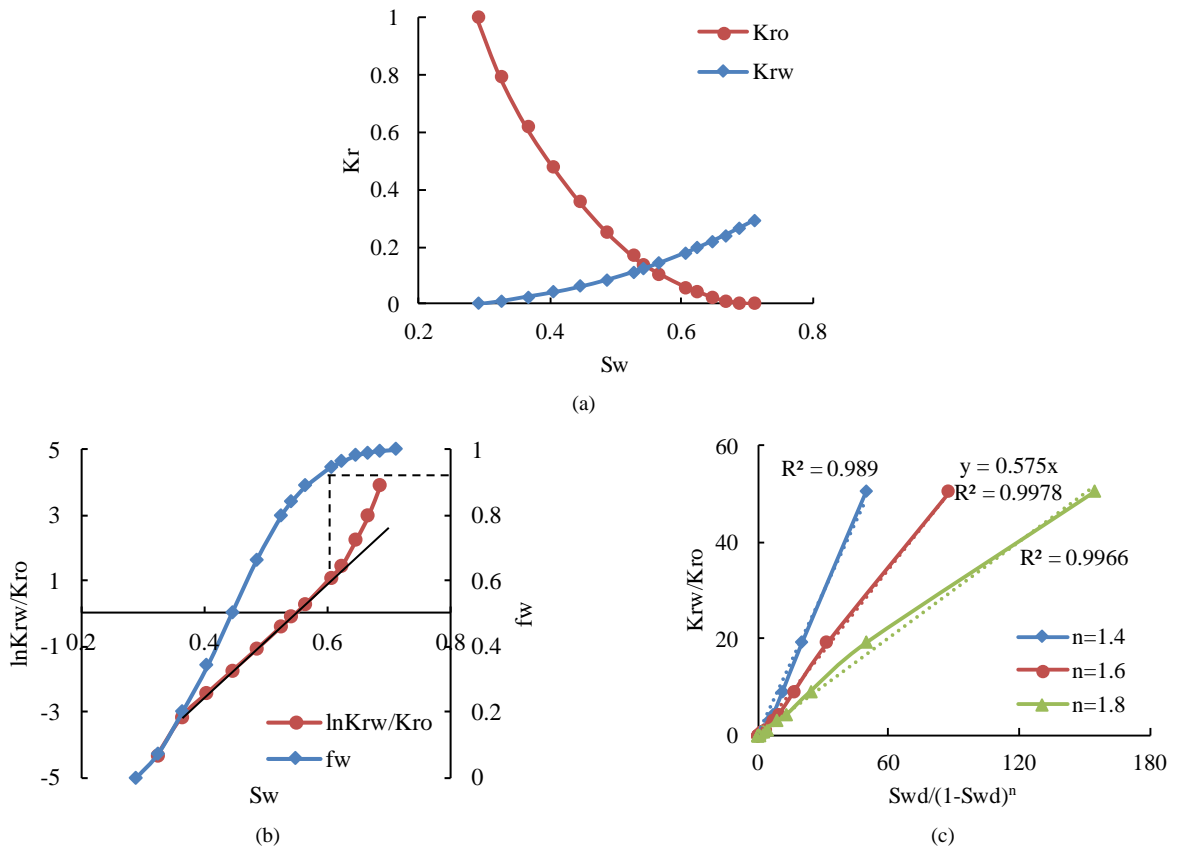 1
0.8
0.6
0.4
0.2
0
Kr
Kro
Krw
0.2 0.4 0.6 0.8
Sw
(a)
5
3
1
-1
-3
-5
lnKrw/Kro
0.2 0.4 0.6 0.8
1
0.8
0.6
0.4
0.2
0
fw
lnKrw/Kro
fw
Sw
(b)
60
40
20
0
Krw/Kro
R² = 0.989
y = 0.575x
R² = 0.9978
R² = 0.9966
n=1.4
n=1.6
n=1.8
0 60 120 180
Swd/(1-Swd)ⁿ
(c)